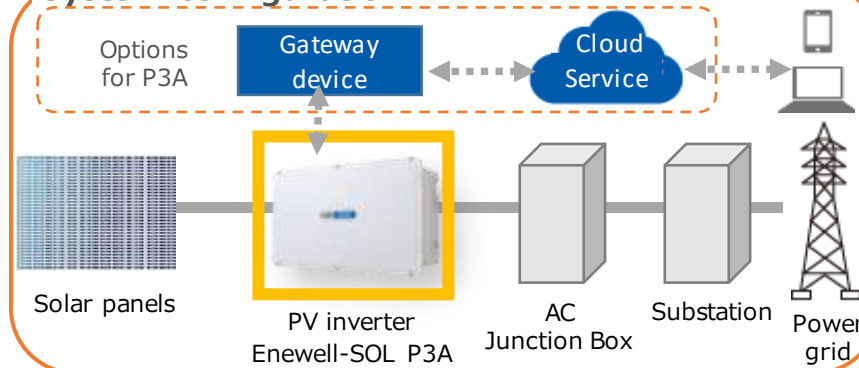 Options
for P3A
Gateway
device
Cloud
Service
Solar panels
PV inverter
Enewell-SOL P3A
AC
Junction Box
Substation
Power
grid